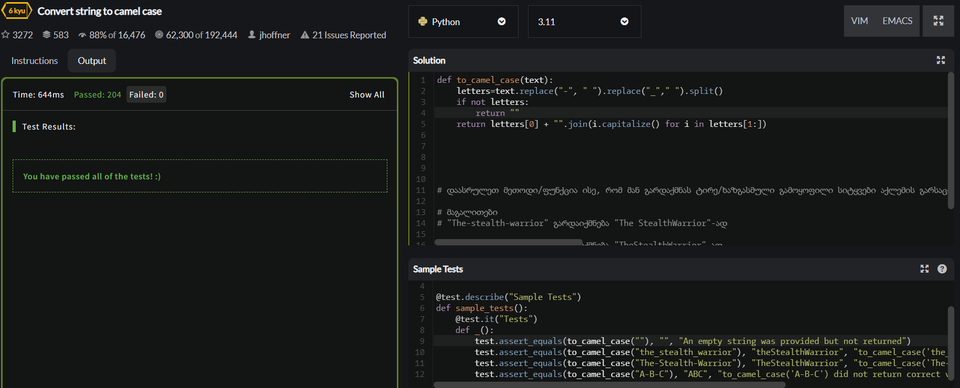 6 kyu Convert string to camel case
3272 583 88% of 16,476 62,300 of 192,444 jhoffner 21 Issues Reported
Instructions Output
Time: 644ms Passed: 204 Failed: 0 Show All
Test Results:
You have passed all of the tests! :)
Python 3.11 VIM EMACS
Solution
1 def to_camel_case(text):
2 letters=text.replace("-", " ").replace("_"," ").split()
3 if not letters:
4 return ""
5 return letters[0] + "".join(i.capitalize() for i in letters[1:])
6
7
8
9
10
11 # დაასრულეთ მეთოდი/ფუნქცია ისე, რომ მან გარდაქმნას ტირე/ხაზგასმული გამოყოფილი სიტყვები აქლემის გარსაც
12
13 # მაგალითები
14 # "The-stealth-warrior" გარდაიქმნება "The StealthWarrior"-ად
15
Sample Tests
4
5 @test.describe("Sample Tests")
6 def sample_tests():
7 @test.it("Tests")
8 def _():
9 test.assert_equals(to_camel_case(""), "", "An empty string was provided but not returned")
10 test.assert_equals(to_camel_case("the_stealth_warrior"), "theStealthWarrior", "to_camel_case('the_
11 test.assert_equals(to_camel_case("The-Stealth-Warrior"), "TheStealthWarrior", "to_camel_case('The-
12 test.assert_equals(to_camel_case("A-B-C"), "ABC", "to_camel_case('A-B-C') did not return correct v